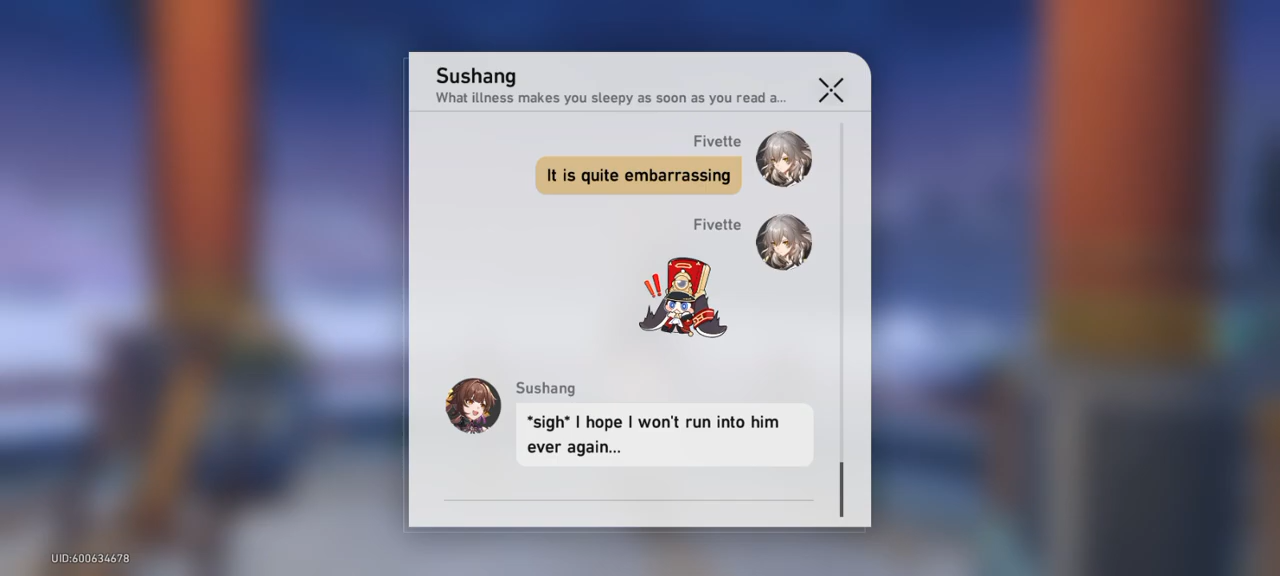 Sushang
What illness makes you sleepy as soon as you read a...
Fivette
It is quite embarrassing
Fivette
Sushang
*sigh* I hope I won't run into him
ever again...
UID:600634678